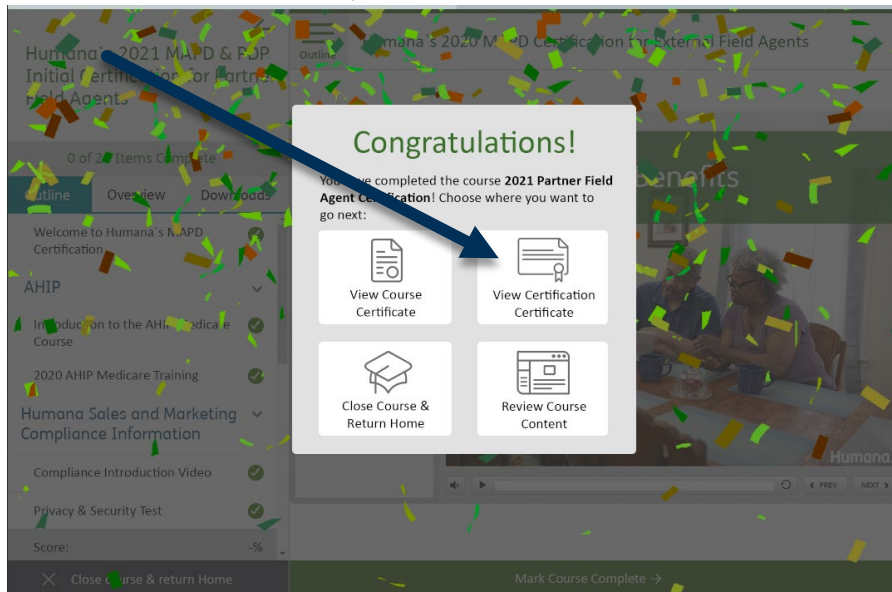 Humana`s 2021 MAPD & PDP
Initial Certification for Partner
Field Agents
0 of 2 Items Complete
Outline Overview Downloads
Welcome to Humana`s MAPD
Certification
AHIP
Introduction to the AHIP Medicare
Course
2020 AHIP Medicare Training
Humana Sales and Marketing
Compliance Information
Compliance Introduction Video
Privacy & Security Test
Score: -%
Close course & return Home
Outline
Humana's 2020 MAPD Certification for External Field Agents
Benefits
Congratulations!
You have completed the course 2021 Partner Field
Agent Certification! Choose where you want to
go next:
View Course
Certificate
View Certification
Certificate
Close Course &
Return Home
Review Course
Content
Humana
PREV NEXT
Mark Course Complete →